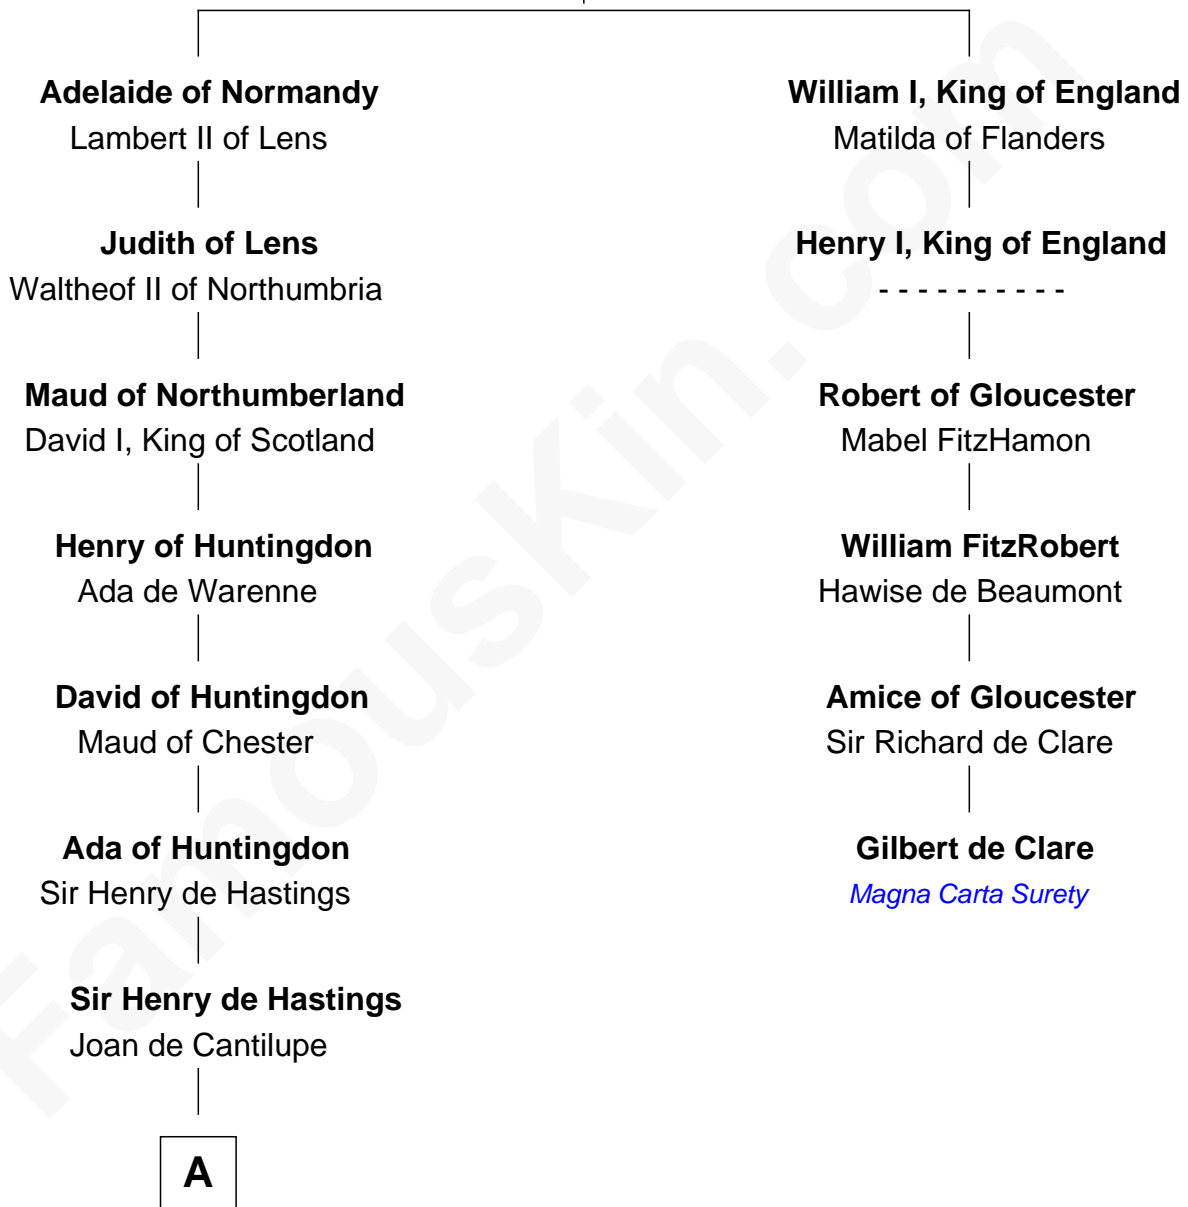 Adelaide of Normandy
Lambert II of Lens
Judith of Lens
Waltheof II of Northumbria
Maud of Northumberland
David I, King of Scotland
Henry of Huntingdon
Ada de Warenne
David of Huntingdon
Maud of Chester
Ada of Huntingdon
Sir Henry de Hastings
Sir Henry de Hastings
Joan de Cantilupe
A
William I, King of England
Matilda of Flanders
Henry I, King of England
- - - - - - - - - -
Robert of Gloucester
Mabel FitzHamon
William FitzRobert
Hawise de Beaumont
Amice of Gloucester
Sir Richard de Clare
Gilbert de Clare
Magna Carta Surety
FamousKin.com